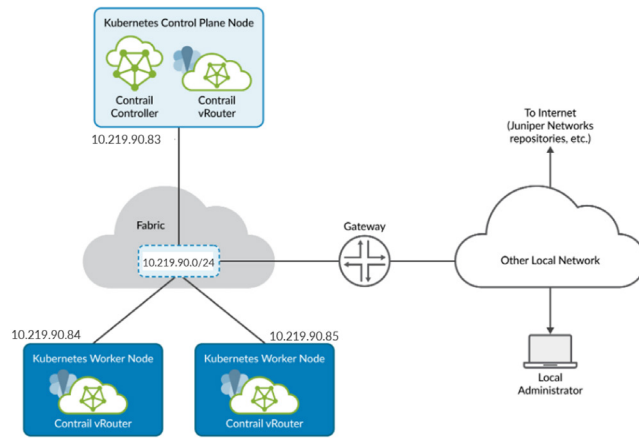 Kubernetes Control Plane Node
Contrail
Controller
Contrail
vRouter
10.219.90.83
To Internet
(Juniper Networks
repositories, etc.)
Fabric
Gateway
10.219.90.0/24
Other Local Network
10.219.90.84
10.219.90.85
Kubernetes Worker Node
Kubernetes Worker Node
Contrail vRouter
Contrail vRouter
Local
Administrator